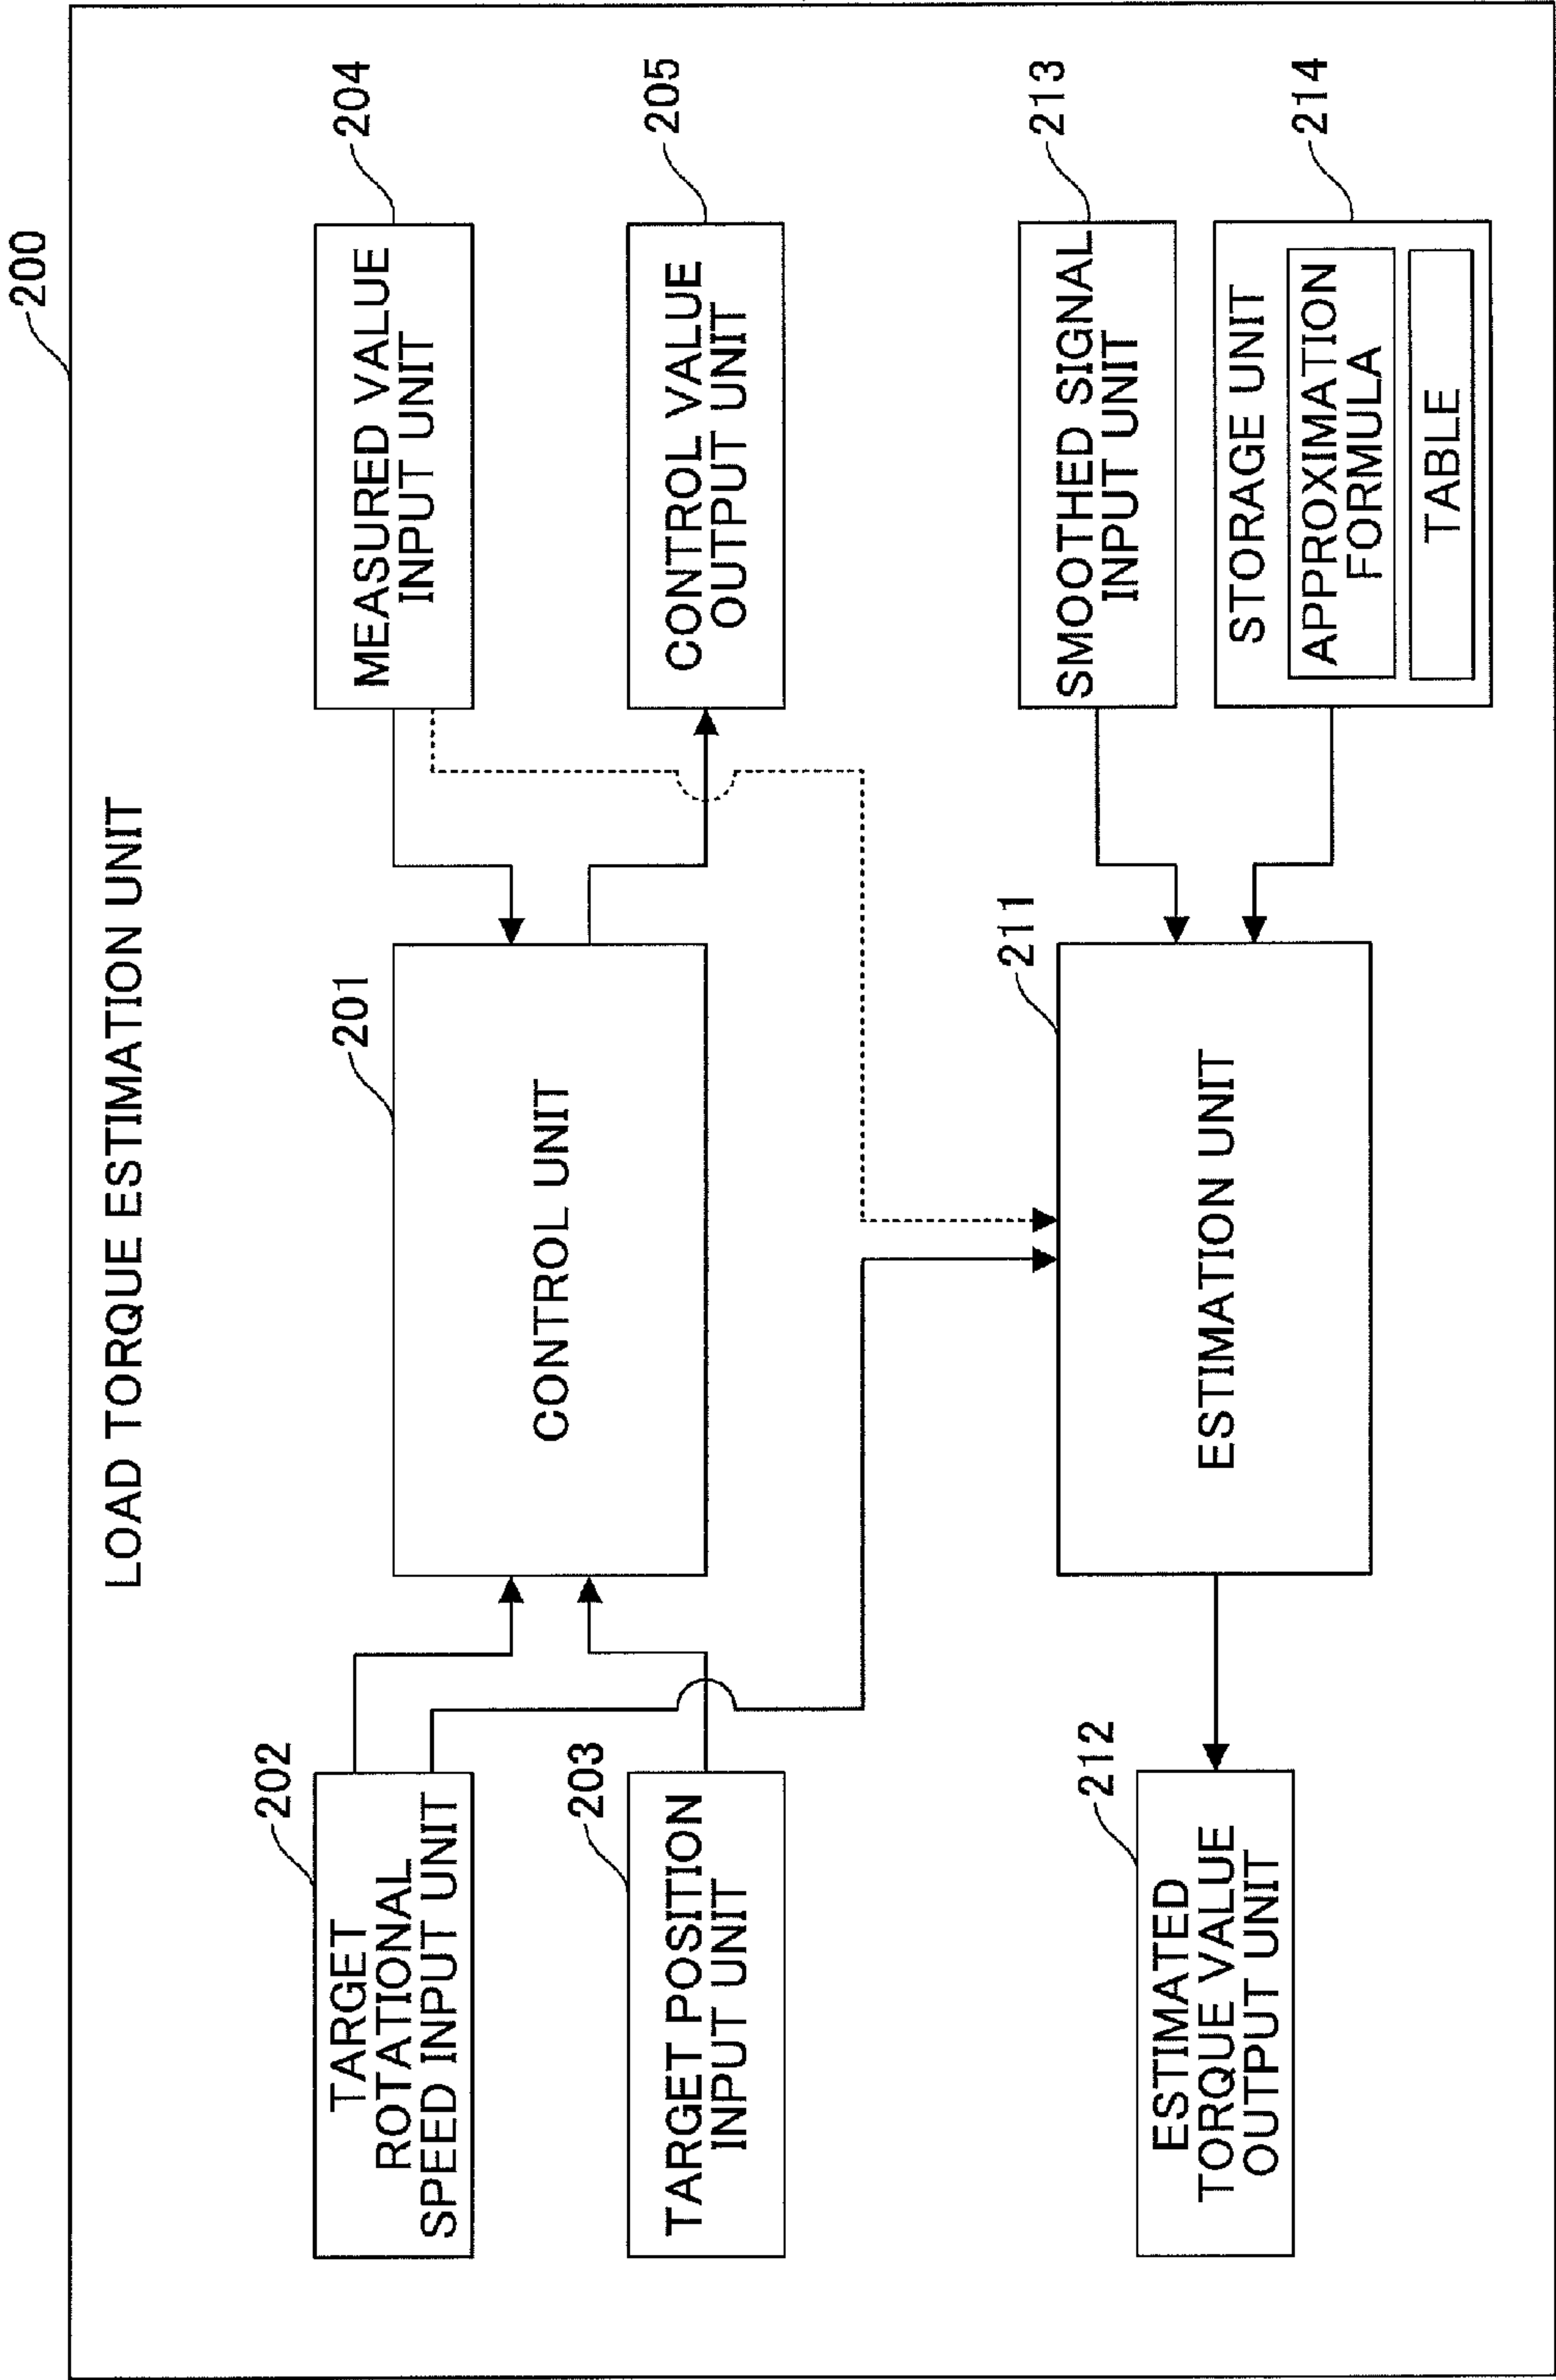 200
LOAD TORQUE ESTIMATION UNIT
202
TARGET
ROTATIONAL
SPEED INPUT UNIT
201
CONTROL UNIT
204
MEASURED VALUE
INPUT UNIT
203
TARGET POSITION
INPUT UNIT
205
CONTROL VALUE
OUTPUT UNIT
212
ESTIMATED
TORQUE VALUE
OUTPUT UNIT
211
ESTIMATION UNIT
213
SMOOTHED SIGNAL
INPUT UNIT
214
STORAGE UNIT
APPROXIMATION
FORMULA
TABLE